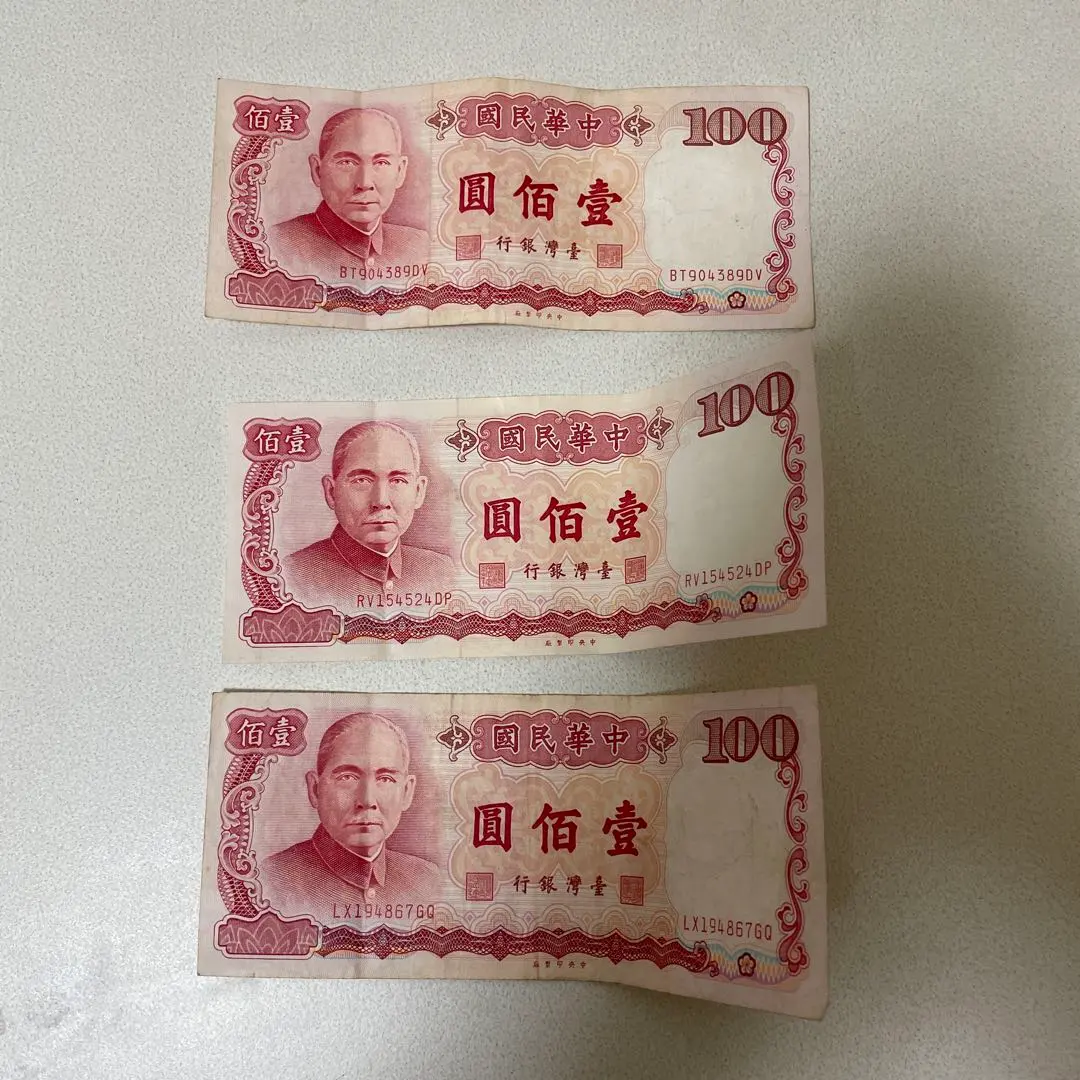 壹佰
中華民國
100
壹佰圓
臺灣銀行
BT904389DV
BT904389DV
中央印製廠
壹佰
中華民國
100
壹佰圓
臺灣銀行
RV154524DP
RV154524DP
中央印製廠
壹佰
中華民國
100
壹佰圓
臺灣銀行
LX194867GQ
LX194867GQ
中央印製廠